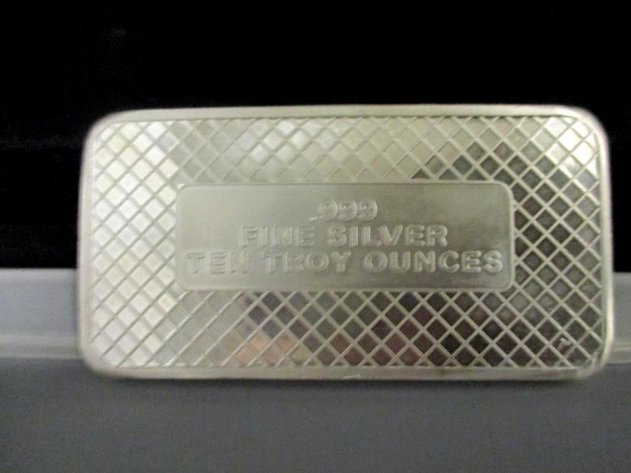 .999
FINE SILVER
TEN TROY OUNCES